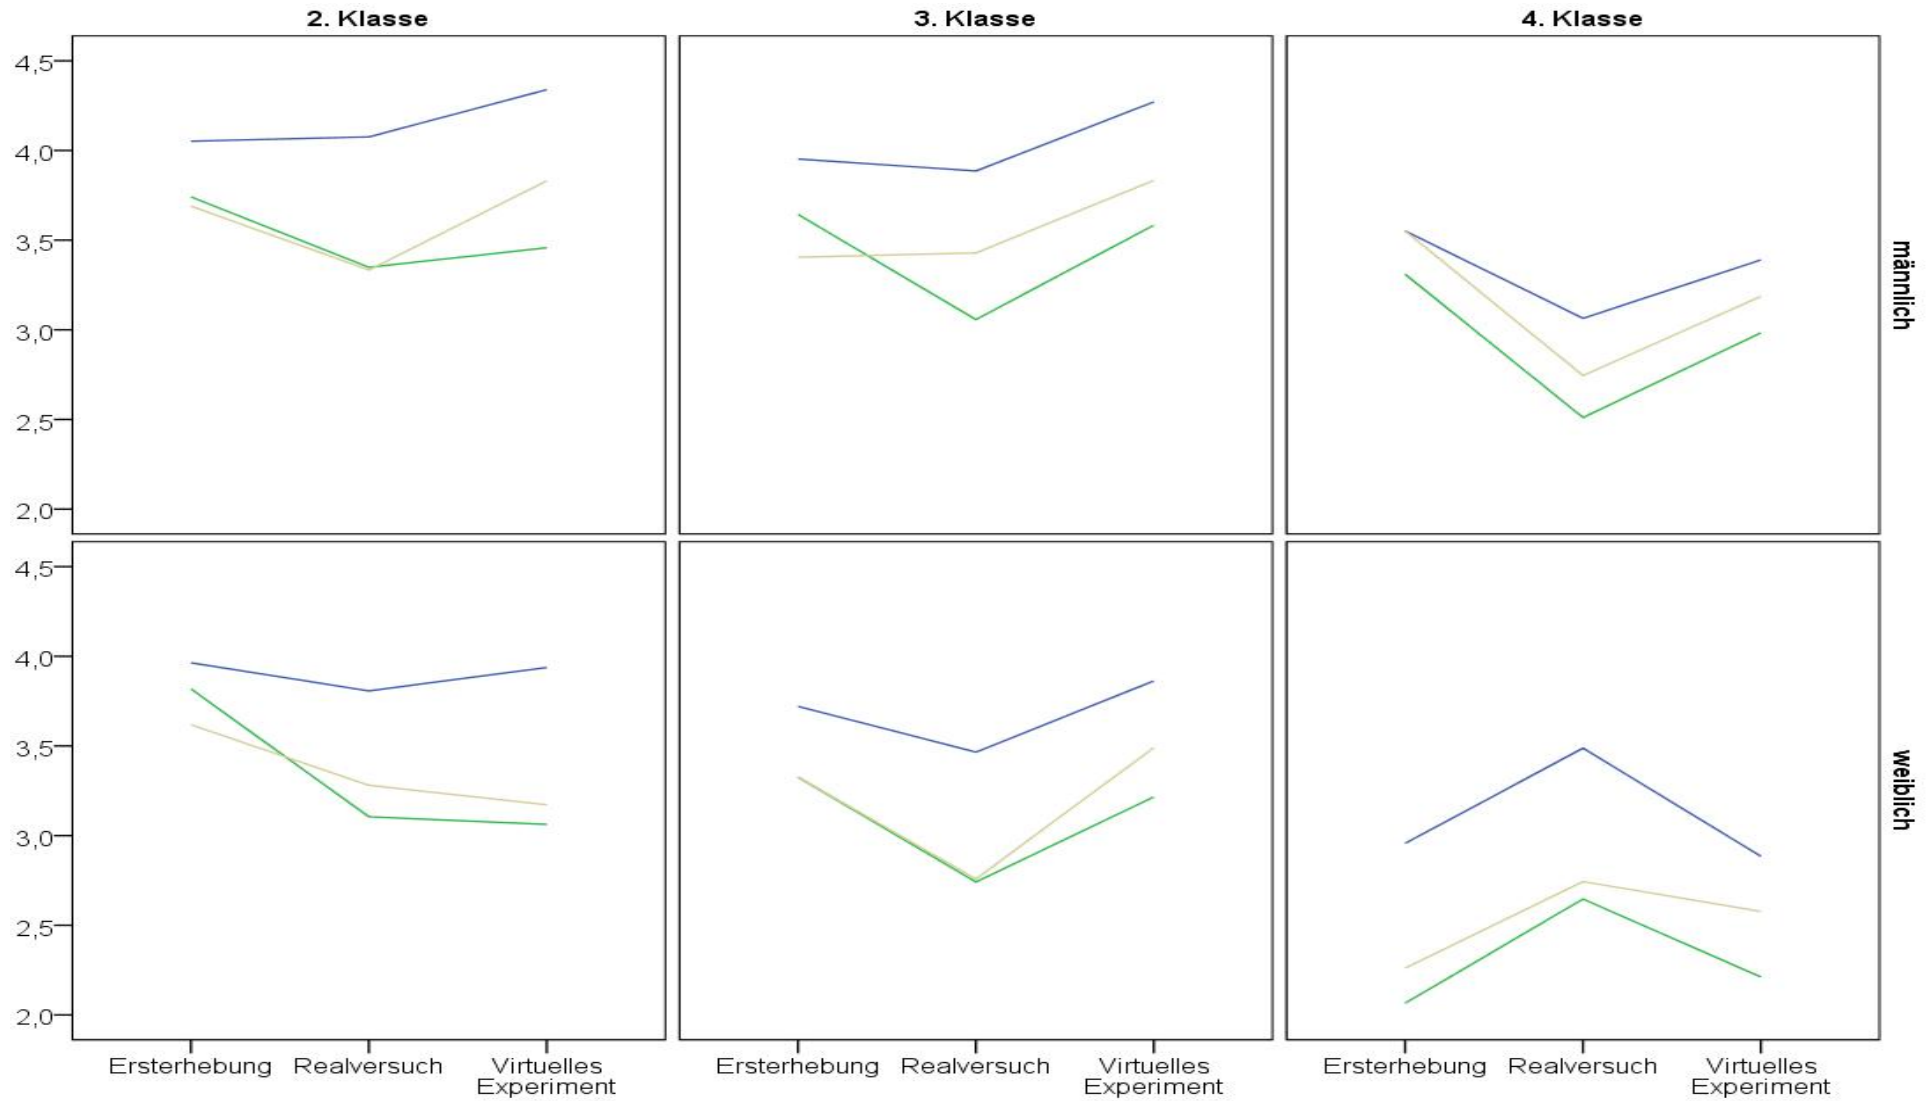 2. Klasse
3. Klasse
4. Klasse
4,5
4,0
3,5
3,0
2,5
2,0
männlich
4,5
4,0
3,5
3,0
2,5
2,0
weiblich
Ersterhebung
Realversuch
Virtuelles
Experiment
Ersterhebung
Realversuch
Virtuelles
Experiment
Ersterhebung
Realversuch
Virtuelles
Experiment